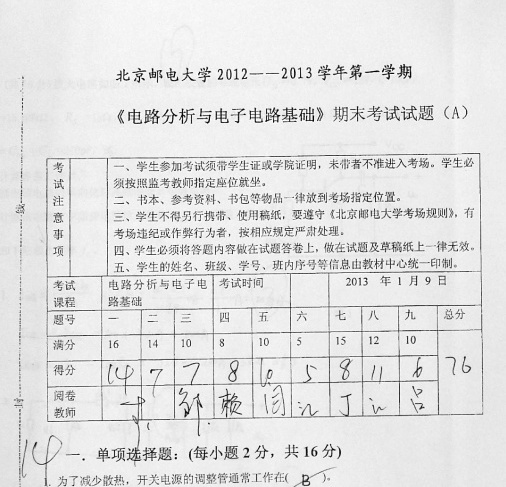 北京邮电大学 2012——2013 学年第一学期
《电路分析与电子电路基础》期末考试试题（A）
考试注意事项
一、学生参加考试须带学生证或学院证明，未带者不准进入考场。学生必
须按照监考教师指定座位就坐。
二、书本、参考资料、书包等物品一律放到考场指定位置。
三、学生不得另行携带、使用稿纸，要遵守《北京邮电大学考场规则》，有
考场违纪或作弊行为者，按相应规定严肃处理。
四、学生必须将答题内容做在试题答卷上，做在试题及草稿纸上一律无效。
五、学生的姓名、班级、学号、班内序号等信息由教材中心统一印制。
考试 电路分析与电子电 考试时间 2013 年 1 月 9 日
课程 路基础
题号 一 二 三 四 五 六 七 八 九 总分
满分 16 14 10 8 10 5 15 12 10
得分 14 7 7 8 10 5 8 11 6 76
阅卷 邹 赖 闫 江 丁 江 吕
教师
14 一. 单项选择题：(每小题 2 分，共 16 分)
1. 为了减少散热，开关电源的调整管通常工作在( B )。